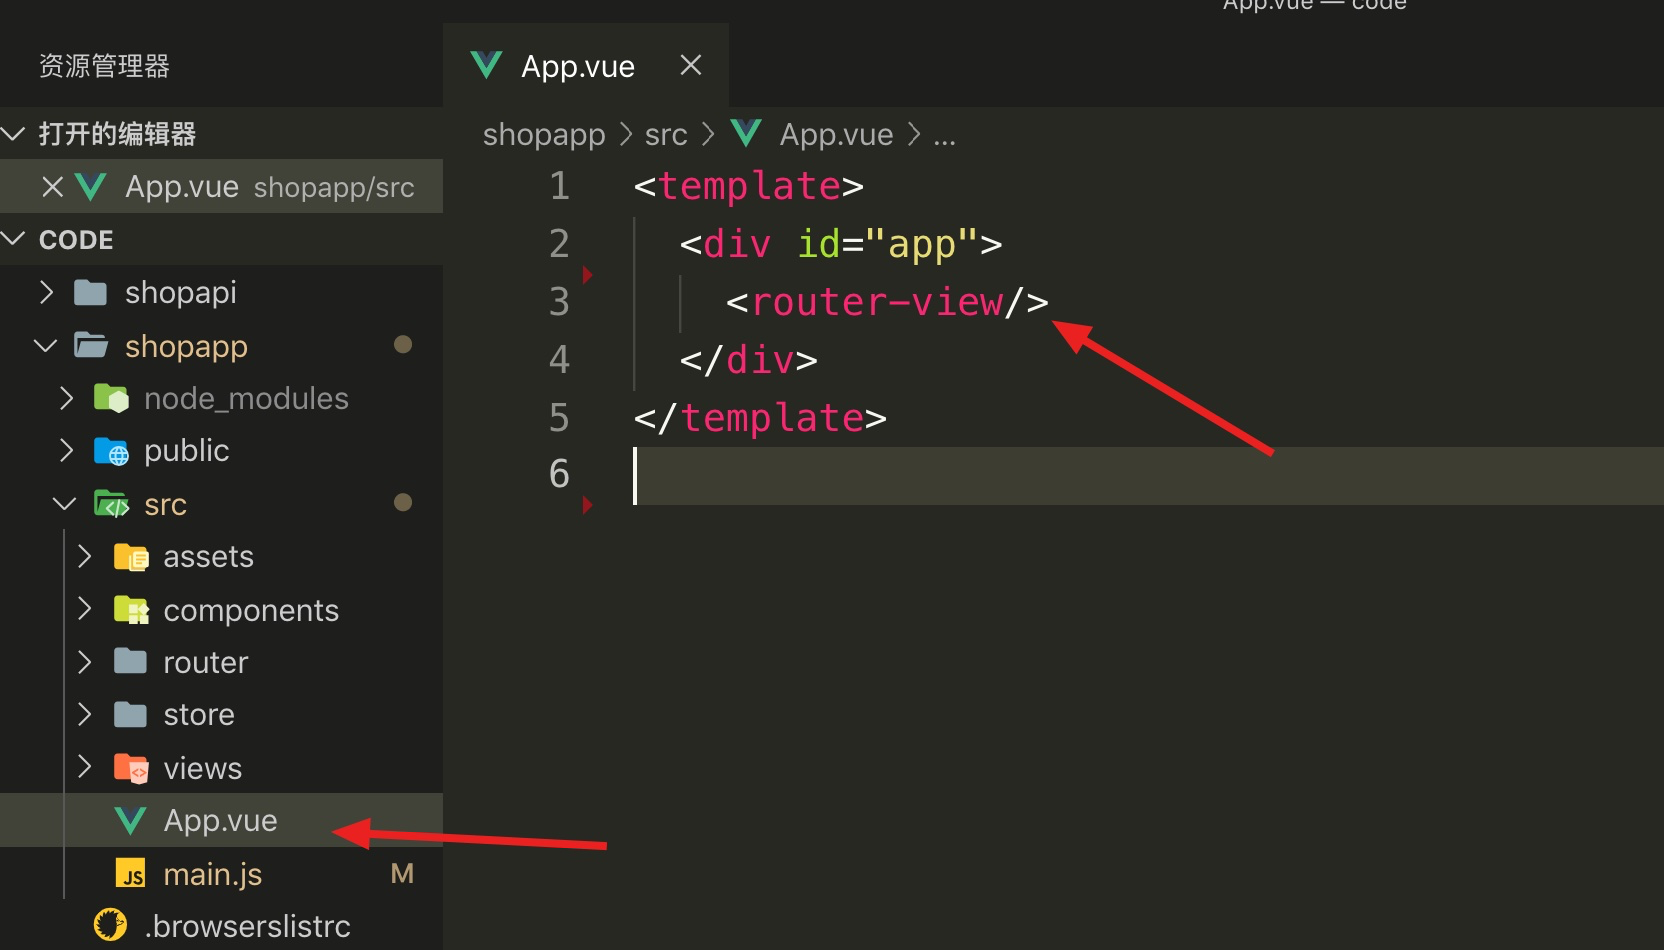 App.vue — code
资源管理器
App.vue
打开的编辑器
App.vue shopapp/src
CODE
shopapi
shopapp
node_modules
public
src
assets
components
router
store
views
App.vue
JS main.js M
.browserslistrc
shopapp > src > App.vue > ...
1 <template>
2 <div id="app">
3 <router-view/>
4 </div>
5 </template>
6